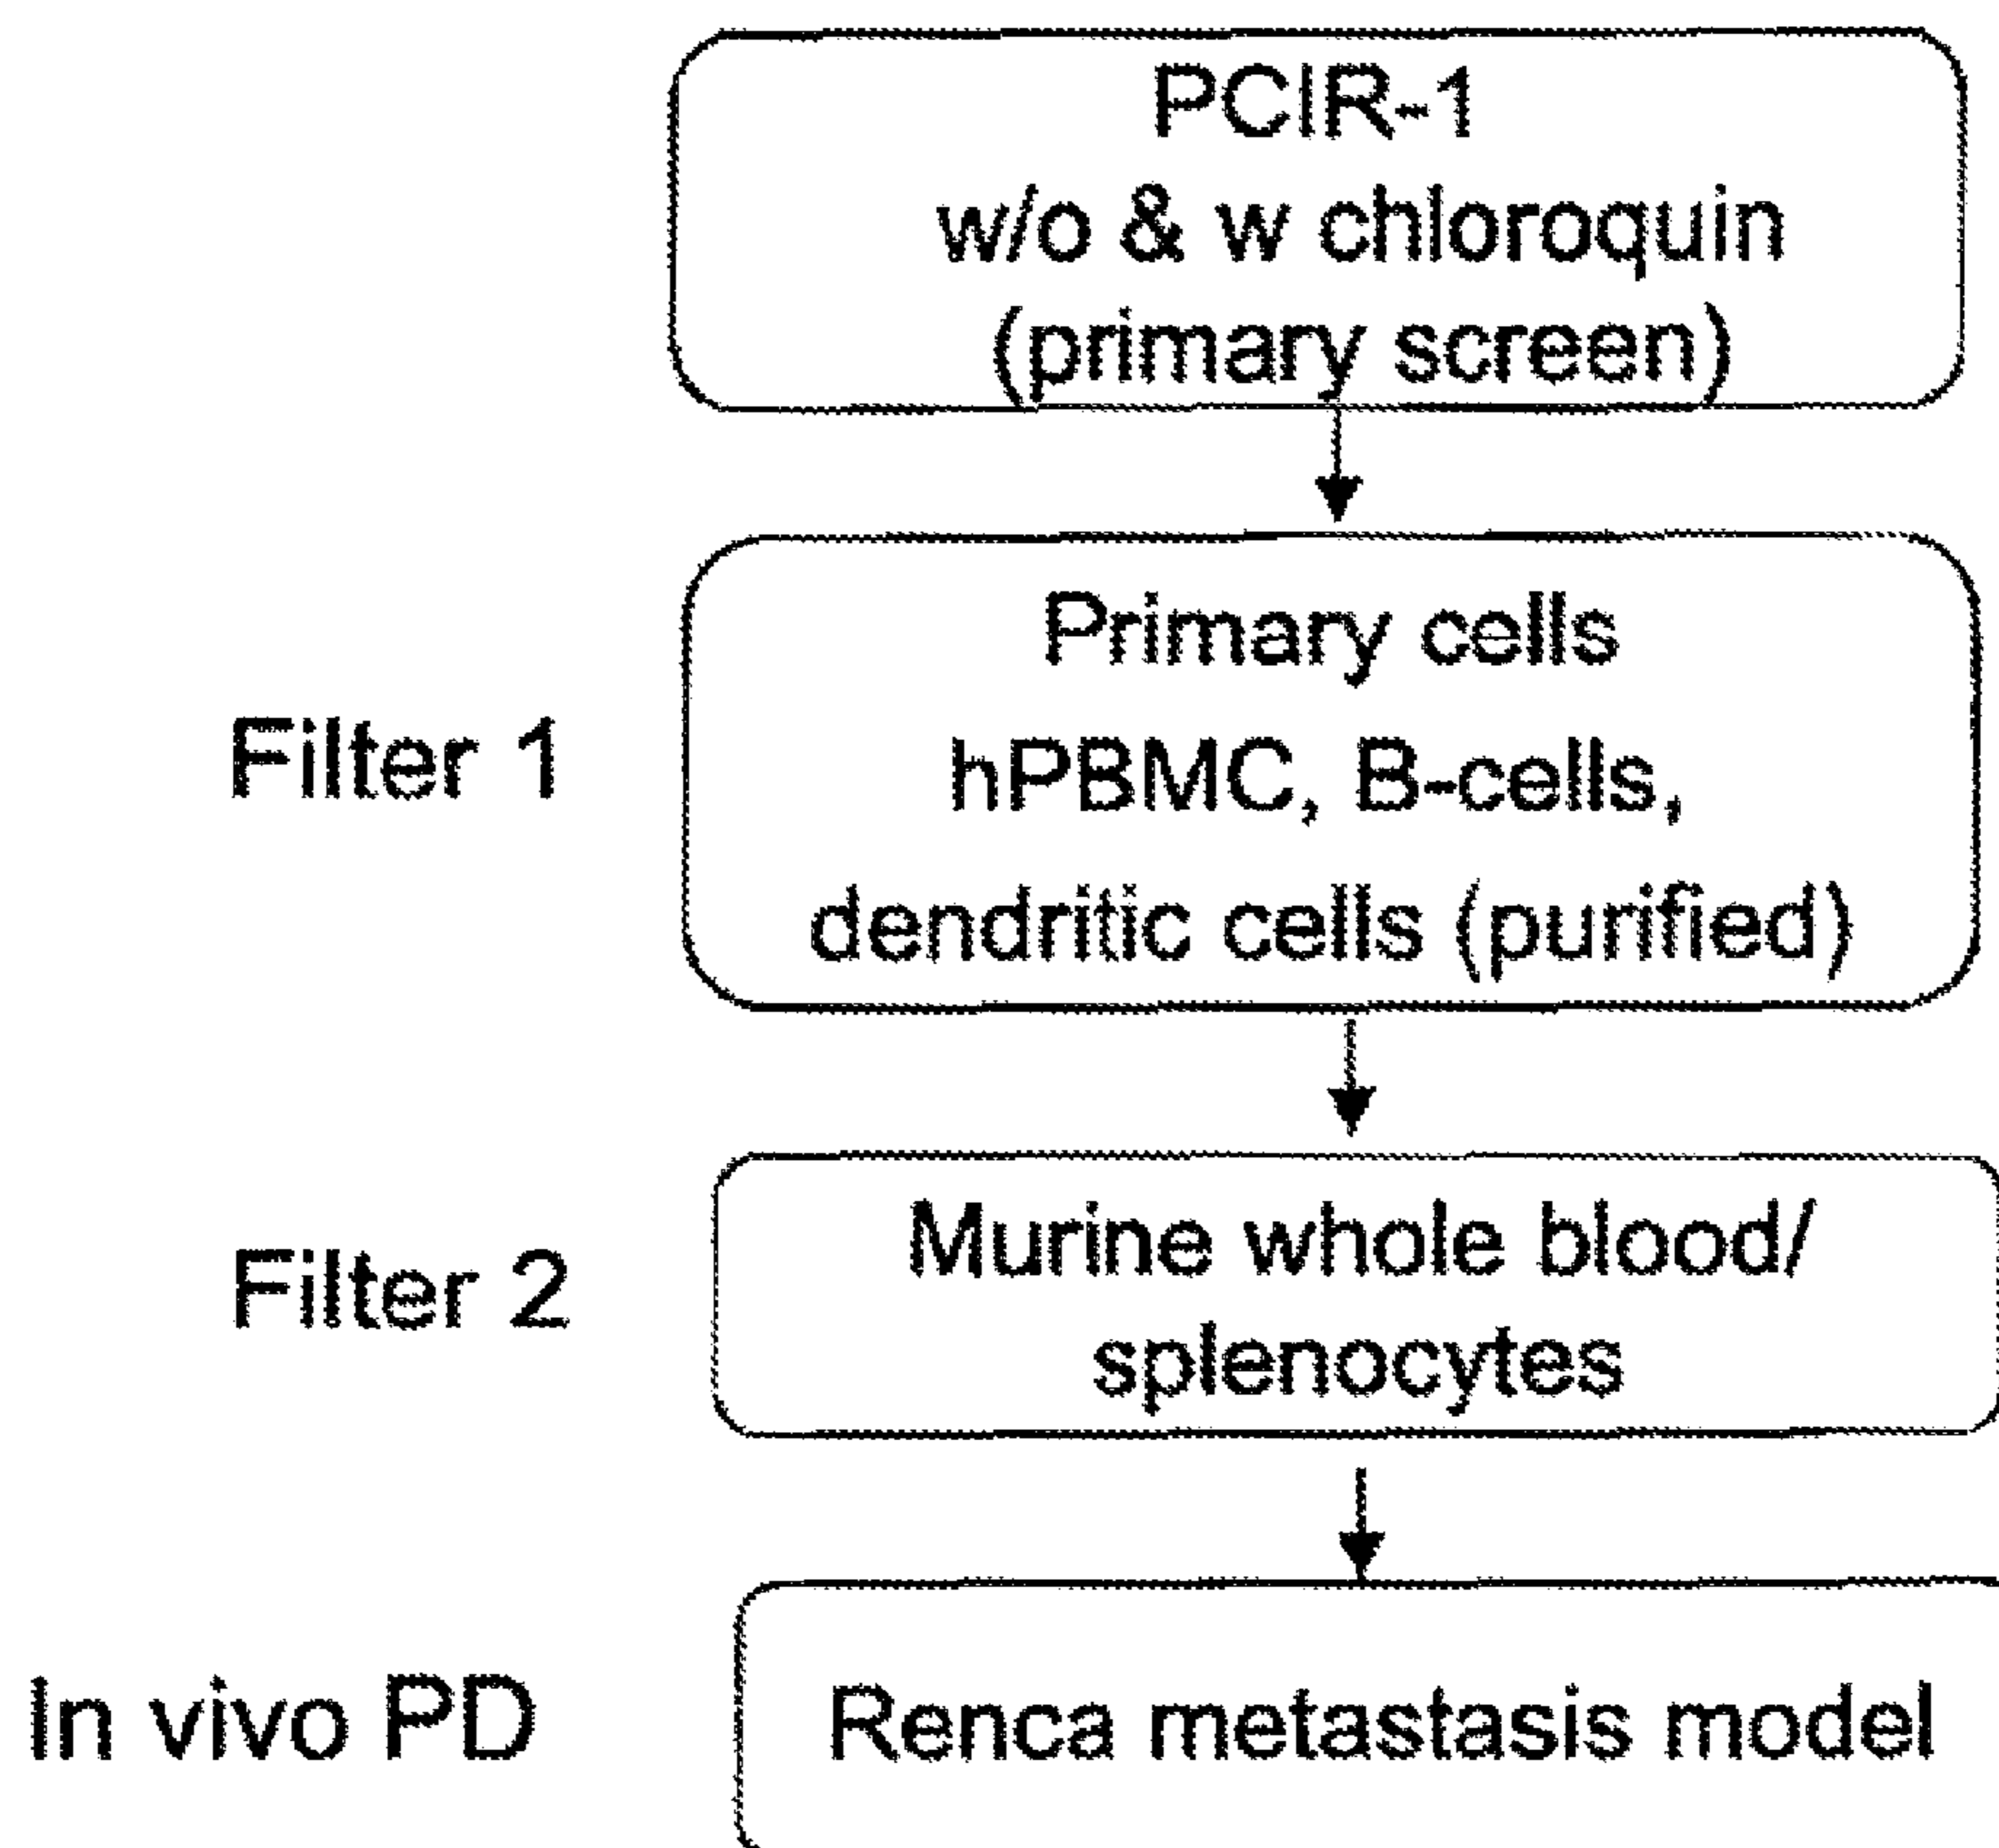 PCIR-1
w/o & w chloroquin
(primary screen)
Filter 1
Primary cells
hPBMC, B-cells,
dendritic cells (purified)
Filter 2
Murine whole blood/
splenocytes
In vivo PD
Renca metastasis model